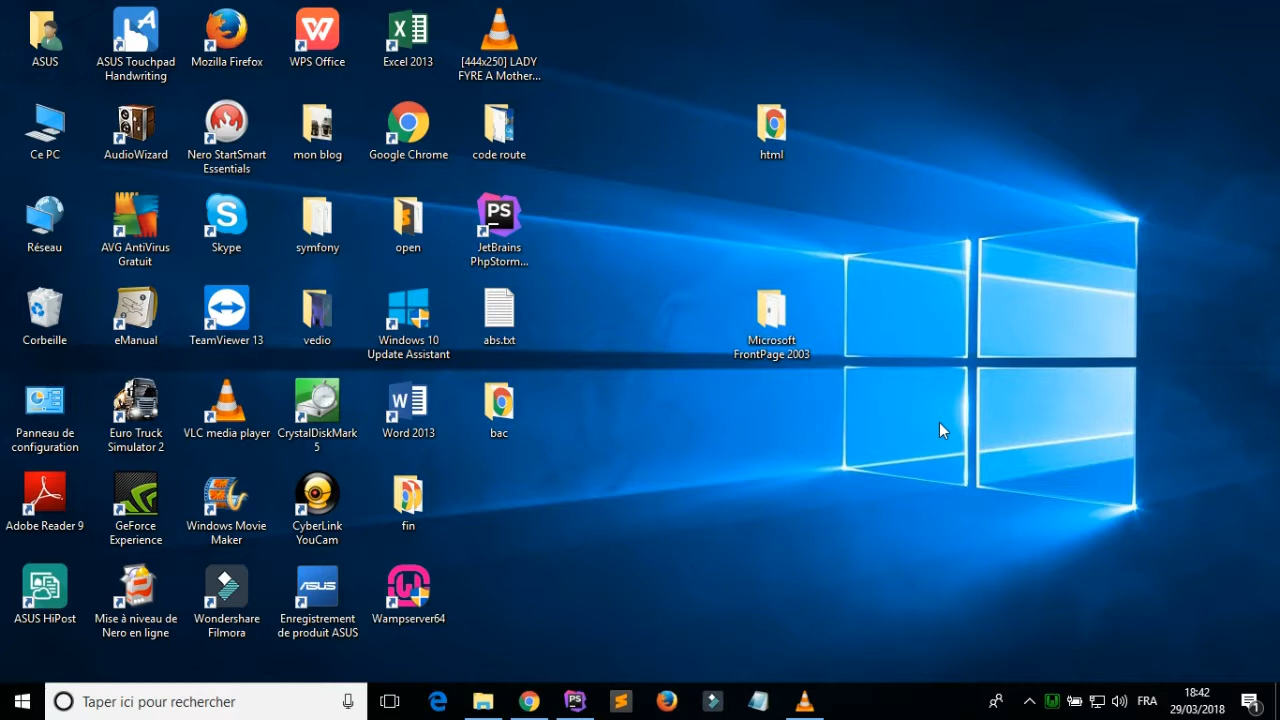 ASUS
ASUS Touchpad
Handwriting
Mozilla Firefox
WPS Office
Excel 2013
[444x250] LADY
FYRE A Mother...
Ce PC
AudioWizard
Nero StartSmart
Essentials
mon blog
Google Chrome
code route
html
Réseau
AVG AntiVirus
Gratuit
Skype
symfony
open
PS
JetBrains
PhpStorm...
Corbeille
eManual
TeamViewer 13
vedio
Windows 10
Update Assistant
abs.txt
Microsoft
FrontPage 2003
Panneau de
configuration
Euro Truck
Simulator 2
VLC media player
CrystalDiskMark
5
Word 2013
bac
Adobe Reader 9
GeForce
Experience
Windows Movie
Maker
CyberLink
YouCam
fin
ASUS HiPost
Mise à niveau de
Nero en ligne
Wondershare
Filmora
ASUS
Enregistrement
de produit ASUS
Wampserver64
Taper ici pour rechercher
PS
FRA
18:42
29/03/2018
1